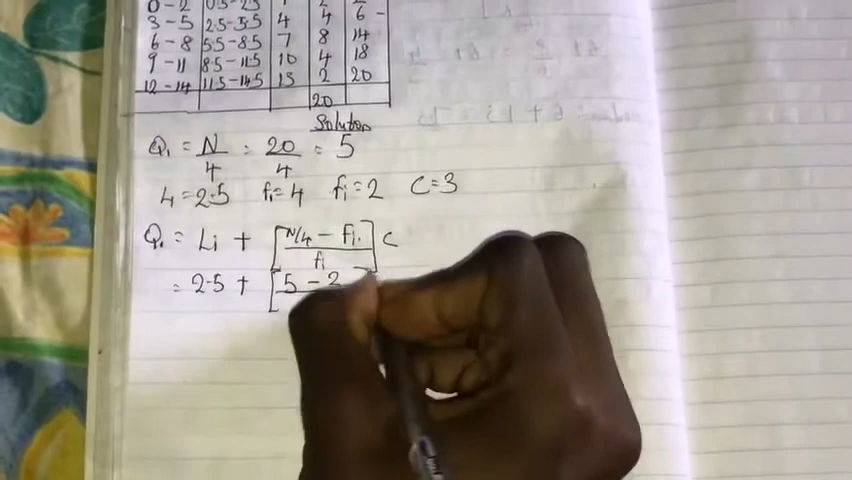 0 - 2 0.5 - 2.5 1 2 2
3 - 5 2.5 - 5.5 4 4 6 -
6 - 8 5.5 - 8.5 7 8 14
9 - 11 8.5 - 11.5 10 4 18
12 - 14 11.5 - 14.5 13 2 20
20
Solution
Q₁ = N/4 = 20/4 = 5
L = 2.5 f₁ = 4 fi = 2 C = 3
Q₁ = Li + [N/4 - fi. / fi] C
= 2.5 + [5 - 2